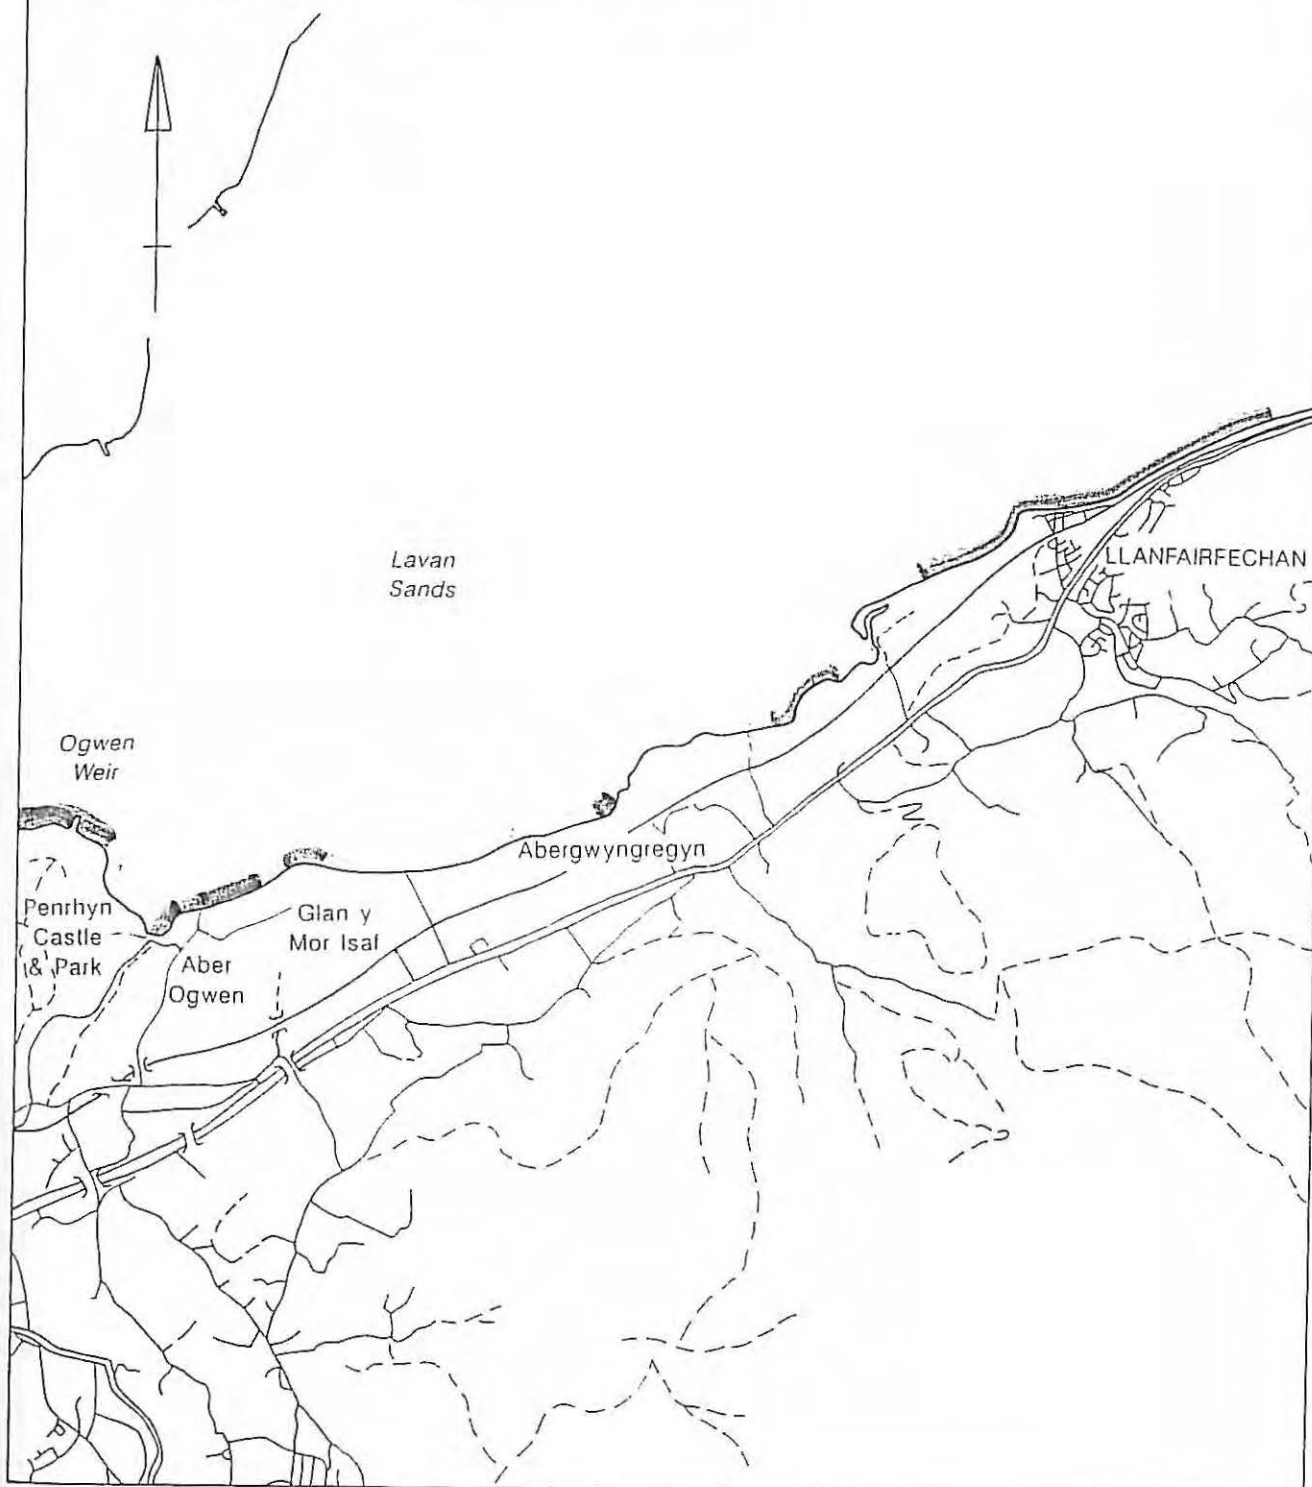 LLANFAIRFECHAN
Lavan
Sands
Ogwen
Weir
Abergwyngregyn
Penrhyn
Castle
& Park
Glan y
Mor Isaf
Aber
Ogwen